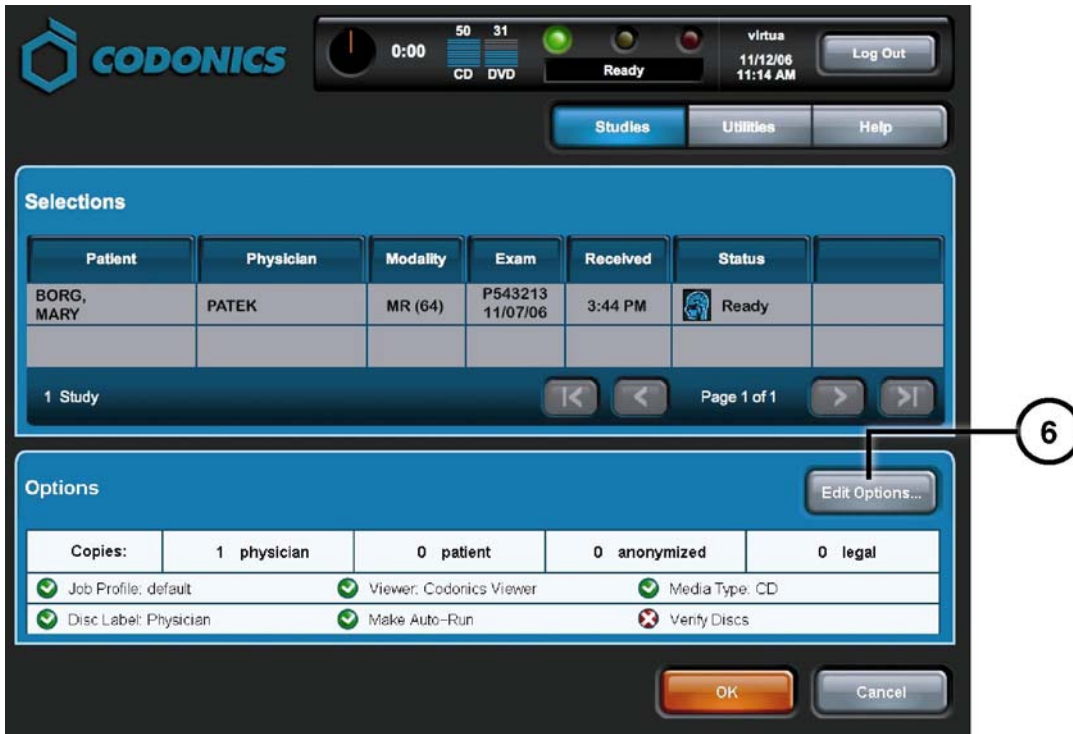 CODONICS
0:00
50 31
CD DVD
Ready
virtua
11/12/06
11:14 AM
Log Out
Studies Utilities Help
Selections
Patient Physician Modality Exam Received Status
BORG,
MARY
PATEK
MR (64)
P543213
11/07/06
3:44 PM
Ready
1 Study
Page 1 of 1
6
Options
Edit Options...
Copies: 1 physician 0 patient 0 anonymized 0 legal
Job Profile: default Viewer: Codonics Viewer Media Type: CD
Disc Label: Physician Make Auto-Run Verify Discs
OK Cancel